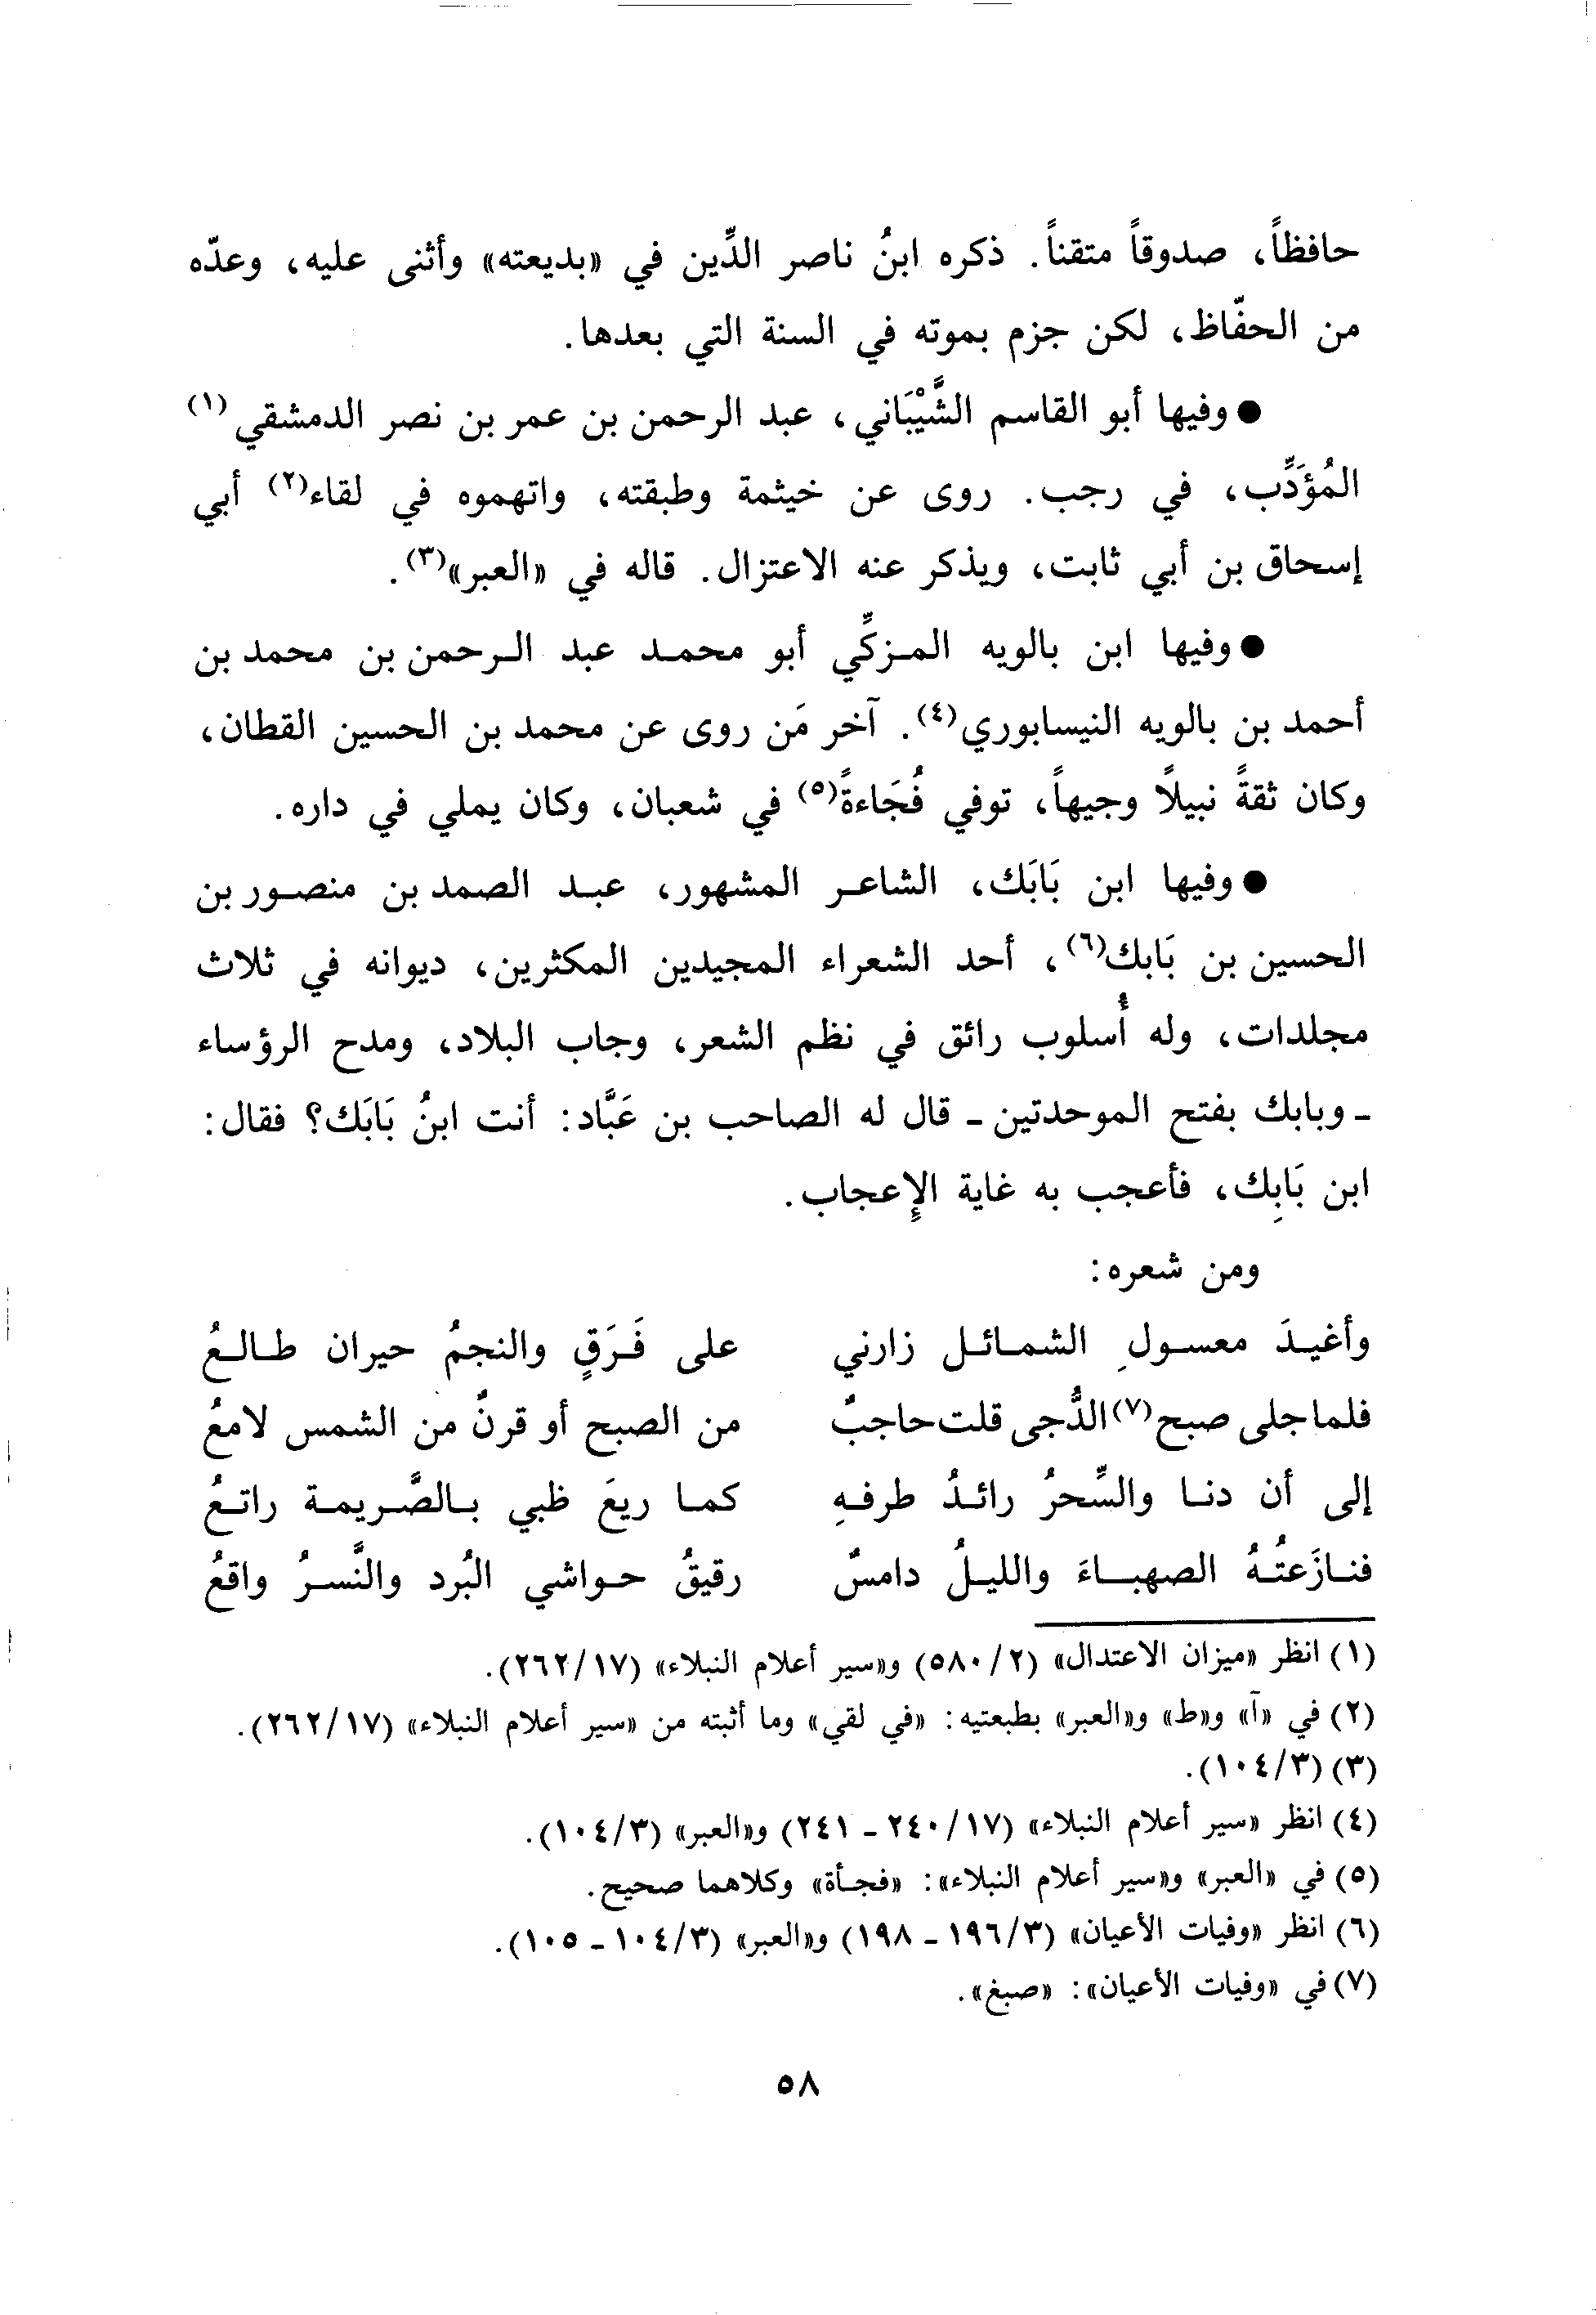 حافظاً، صدوقاً متقناً. ذكره ابنُ ناصر الدِّين في «بديعته» وأثنى عليه، وعدّه
من الحفّاظ، لكن جزم بموته في السنة التي بعدها.
● وفيها أبو القاسم الشَّيْبَاني، عبد الرحمن بن عمر بن نصر الدمشقي (١)
المُؤَدِّب، في رجب. روى عن خيثمة وطبقته، واتهموه في لقاء(٢) أبي
إسحاق بن أبي ثابت، ويذكر عنه الاعتزال. قاله في «العبر»(٣).
● وفيها ابن بالويه المزكِّي أبو محمد عبد الرحمن بن محمد بن
أحمد بن بالويه النيسابوري(٤). آخر مَن روى عن محمد بن الحسين القطان،
وكان ثقةً نبيلاً وجيهاً، توفي فُجَاءةً(٥) في شعبان، وكان يملي في داره.
● وفيها ابن بَابَك، الشاعر المشهور، عبد الصمد بن منصور بن
الحسين بن بَابك(٦)، أحد الشعراء المجيدين المكثرين، ديوانه في ثلاث
مجلدات، وله أُسلوب رائق في نظم الشعر، وجاب البلاد، ومدح الرؤساء
ـ وبابك بفتح الموحدتين ـ قال له الصاحب بن عَبَّاد: أنت ابنُ بَابَك؟ فقال:
ابن بَابِك، فأعجب به غاية الإِعجاب.
ومن شعره:
وأغيدَ معسولِ الشمائل زارني على فَرَقٍ والنجمُ حيران طالعُ
فلما جلى صبح(٧) الدُّجى قلت حاجبٌ من الصبح أو قرنٌ من الشمس لامعُ
إلى أن دنا والسِّحرُ رائدُ طرفهِ كما ريعَ ظبي بالصَّريمة راتعُ
فنازَعتُهُ الصهباءَ والليلُ دامسٌ رقيقُ حواشي البُرد والنَّسرُ واقعُ
(١) انظر «ميزان الاعتدال» (٥٨٠/٢) و«سير أعلام النبلاء» (٢٦٢/١٧).
(٢) في «آ» و«ط» و«العبر» بطبعتيه: «في لقي» وما أثبته من «سير أعلام النبلاء» (٢٦٢/١٧).
(٣) (١٠٤/٣).
(٤) انظر «سير أعلام النبلاء» (٢٤٠/١٧ ـ ٢٤١) و«العبر» (١٠٤/٣).
(٥) في «العبر» و«سير أعلام النبلاء»: «فجأة» وكلاهما صحيح.
(٦) انظر «وفيات الأعيان» (١٩٦/٣ ـ ١٩٨) و«العبر» (١٠٤/٣ ـ ١٠٥).
(٧) في «وفيات الأعيان»: «صبغ».
٥٨